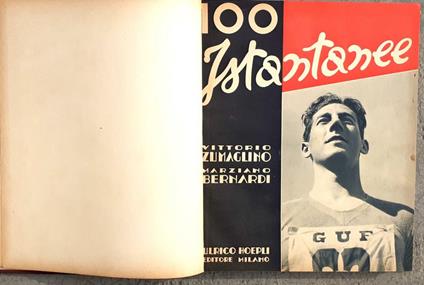 100
Istantanee
VITTORIO
ZUMAGLINO
MARZIANO
BERNARDI
ULRICO HOEPLI
EDITORE MILANO
GUF